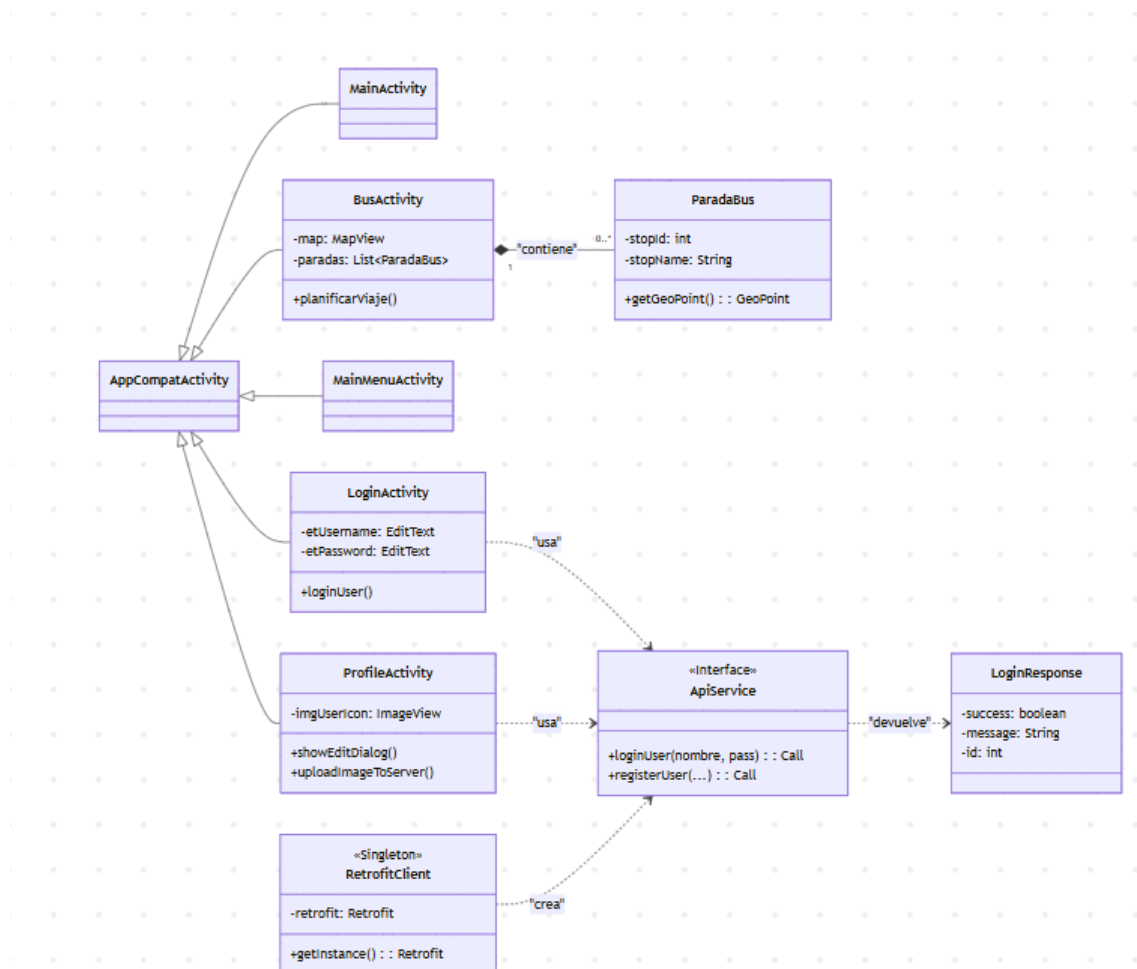 MainActivity
BusActivity
-map: MapView
-paradas: List<ParadaBus>
+planificarViaje()
"contiene"
1
0..*
ParadaBus
-stopId: int
-stopName: String
+getGeoPoint() : : GeoPoint
AppCompatActivity
MainMenuActivity
LoginActivity
-etUsername: EditText
-etPassword: EditText
+loginUser()
"usa"
ProfileActivity
-imgUserIcon: ImageView
+showEditDialog()
+uploadImageToServer()
"usa"
«Interface»
ApiService
+loginUser(nombre, pass) : : Call
+registerUser(...) : : Call
"devuelve"
LoginResponse
-success: boolean
-message: String
-id: int
«Singleton»
RetrofitClient
-retrofit: Retrofit
+getInstance() : : Retrofit
"crea"